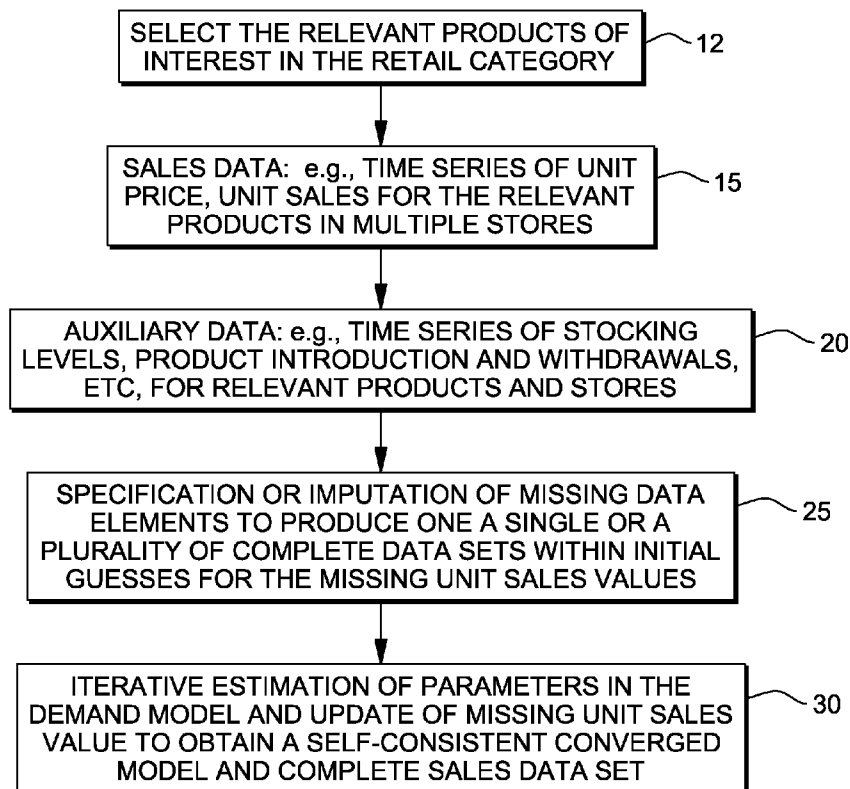 SELECT THE RELEVANT PRODUCTS OF
INTEREST IN THE RETAIL CATEGORY
12
SALES DATA: e.g., TIME SERIES OF UNIT
PRICE, UNIT SALES FOR THE RELEVANT
PRODUCTS IN MULTIPLE STORES
15
AUXILIARY DATA: e.g., TIME SERIES OF STOCKING
LEVELS, PRODUCT INTRODUCTION AND WITHDRAWALS,
ETC, FOR RELEVANT PRODUCTS AND STORES
20
SPECIFICATION OR IMPUTATION OF MISSING DATA
ELEMENTS TO PRODUCE ONE A SINGLE OR A
PLURALITY OF COMPLETE DATA SETS WITHIN INITIAL
GUESSES FOR THE MISSING UNIT SALES VALUES
25
ITERATIVE ESTIMATION OF PARAMETERS IN THE
DEMAND MODEL AND UPDATE OF MISSING UNIT SALES
VALUE TO OBTAIN A SELF-CONSISTENT CONVERGED
MODEL AND COMPLETE SALES DATA SET
30